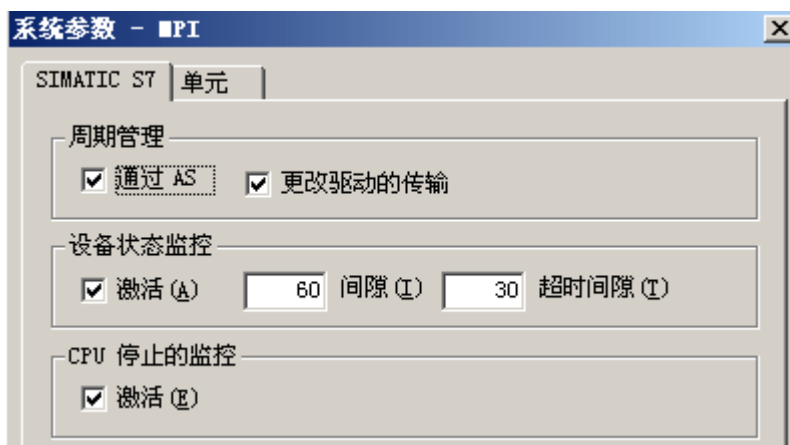 系统参数 - MPI
SIMATIC S7 单元
周期管理
通过 AS 更改驱动的传输
设备状态监控
激活(A) 60 间隙(I) 30 超时间隙(T)
CPU 停止的监控
激活(E)